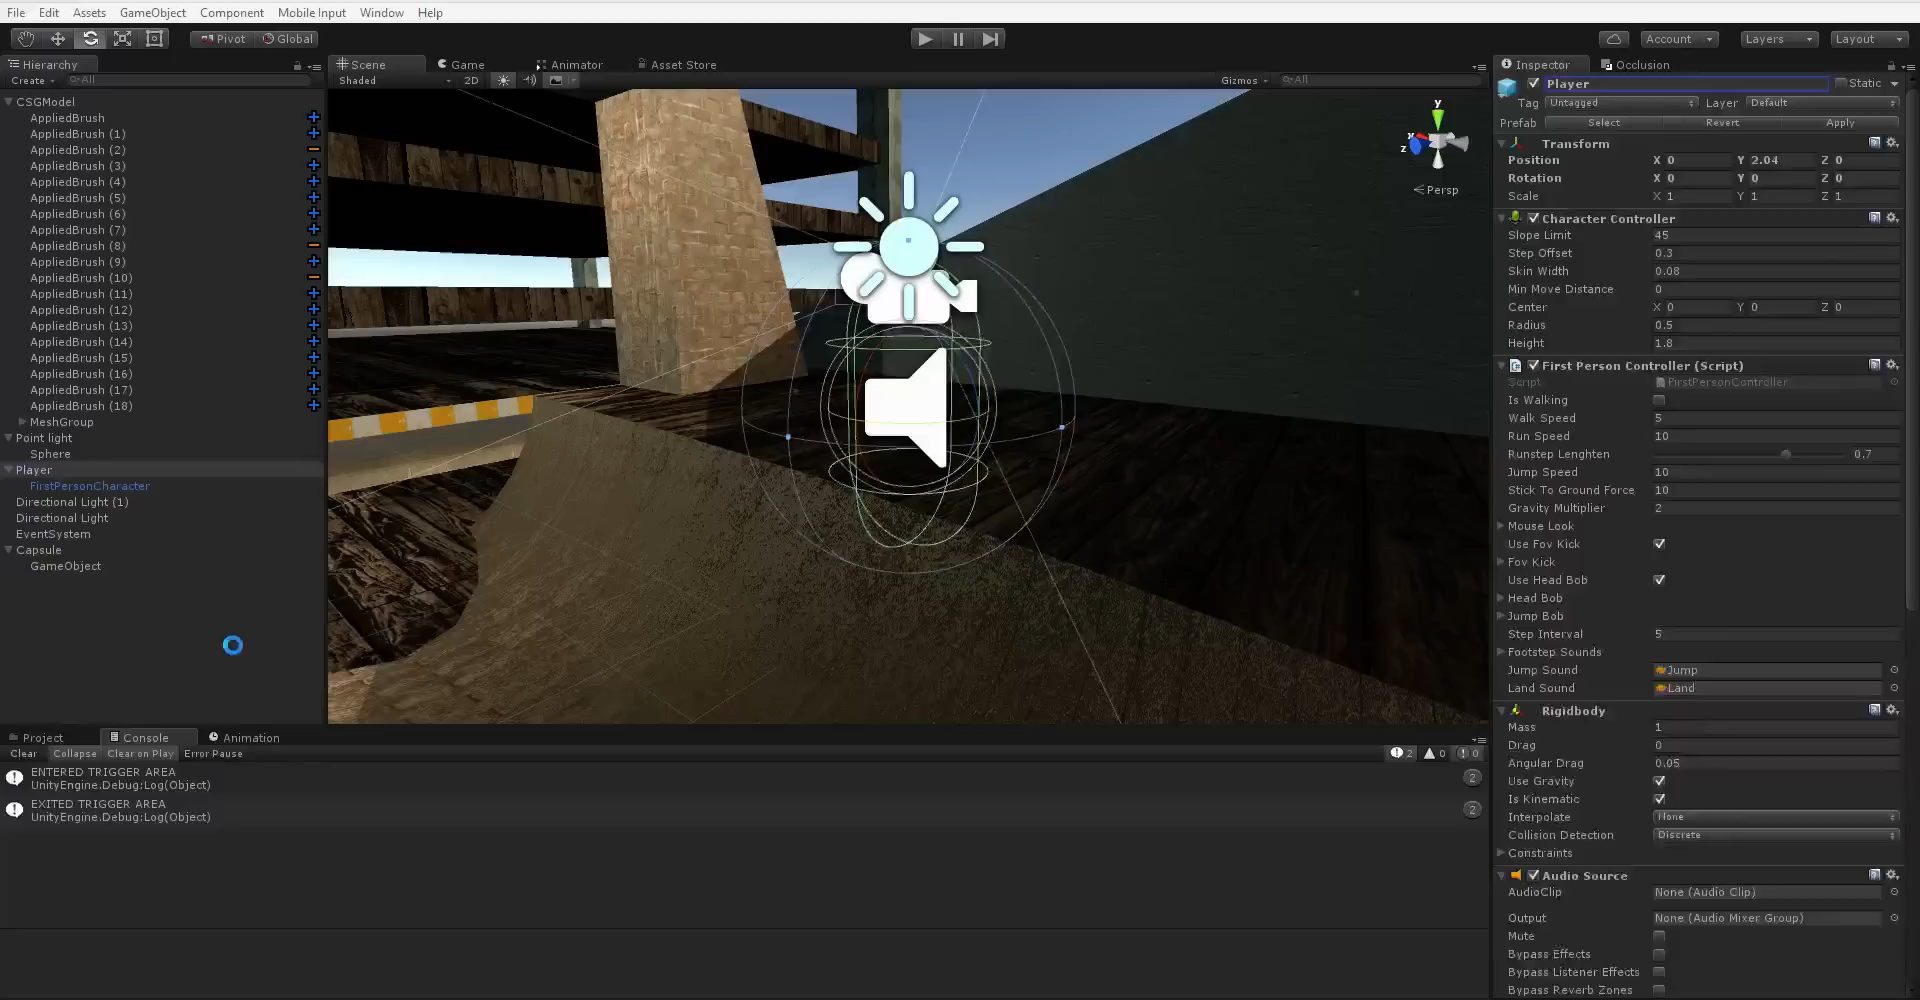 File Edit Assets GameObject Component Mobile Input Window Help
Pivot Global Account Layers Layout
Hierarchy
Create All
CSGModel
AppliedBrush
AppliedBrush (1)
AppliedBrush (2)
AppliedBrush (3)
AppliedBrush (4)
AppliedBrush (5)
AppliedBrush (6)
AppliedBrush (7)
AppliedBrush (8)
AppliedBrush (9)
AppliedBrush (10)
AppliedBrush (11)
AppliedBrush (12)
AppliedBrush (13)
AppliedBrush (14)
AppliedBrush (15)
AppliedBrush (16)
AppliedBrush (17)
AppliedBrush (18)
MeshGroup
Point light
Sphere
Player
FirstPersonCharacter
Directional Light (1)
Directional Light
EventSystem
Capsule
GameObject
Scene Game Animator Asset Store
Shaded 2D Gizmos All
y
x
z
Persp
Project Console Animation
Clear Collapse Clear on Play Error Pause 2 0 0
ENTERED TRIGGER AREA
UnityEngine.Debug:Log(Object) 2
EXITED TRIGGER AREA
UnityEngine.Debug:Log(Object) 2
Inspector Occlusion
Player Static
Tag Untagged Layer Default
Prefab Select Revert Apply
Transform
Position X 0 Y 2.04 Z 0
Rotation X 0 Y 0 Z 0
Scale X 1 Y 1 Z 1
Character Controller
Slope Limit 45
Step Offset 0.3
Skin Width 0.08
Min Move Distance 0
Center X 0 Y 0 Z 0
Radius 0.5
Height 1.8
First Person Controller (Script)
Script FirstPersonController
Is Walking
Walk Speed 5
Run Speed 10
Runstep Lenghten 0.7
Jump Speed 10
Stick To Ground Force 10
Gravity Multiplier 2
Mouse Look
Use Fov Kick
Fov Kick
Use Head Bob
Head Bob
Jump Bob
Step Interval 5
Footstep Sounds
Jump Sound Jump
Land Sound Land
Rigidbody
Mass 1
Drag 0
Angular Drag 0.05
Use Gravity
Is Kinematic
Interpolate None
Collision Detection Discrete
Constraints
Audio Source
AudioClip None (Audio Clip)
Output None (Audio Mixer Group)
Mute
Bypass Effects
Bypass Listener Effects
Bypass Reverb Zones